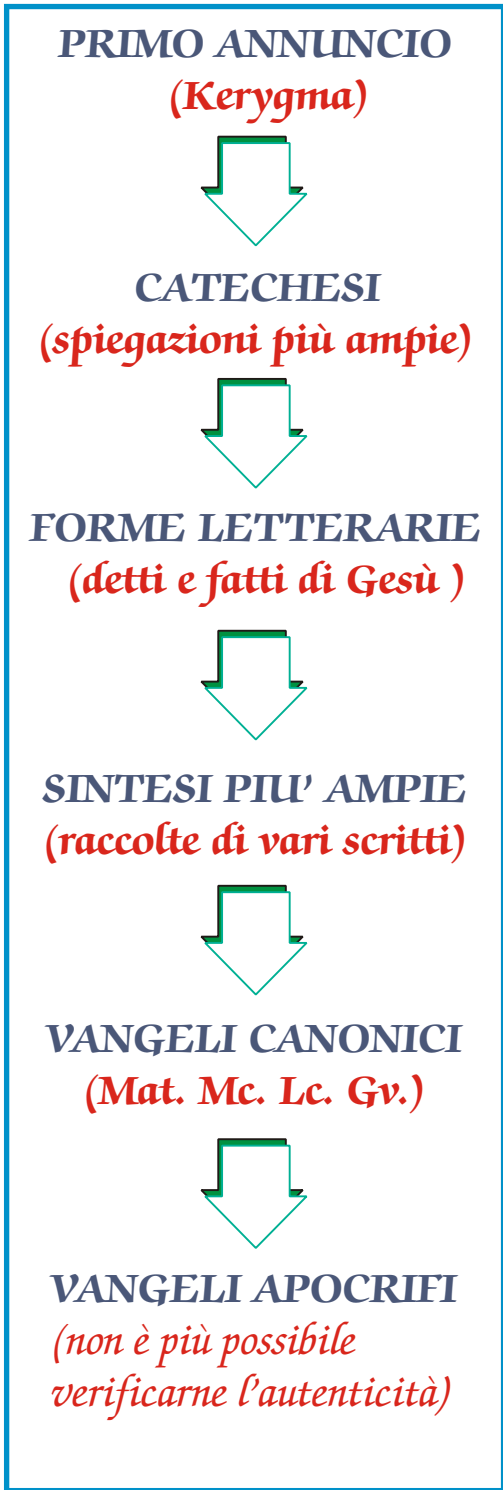 PRIMO ANNUNCIO
(Kerygma)
CATECHESI
(spiegazioni più ampie)
FORME LETTERARIE
(detti e fatti di Gesù )
SINTESI PIU' AMPIE
(raccolte di vari scritti)
VANGELI CANONICI
(Mat. Mc. Lc. Gv.)
VANGELI APOCRIFI
(non è più possibile
verificarne l'autenticità)